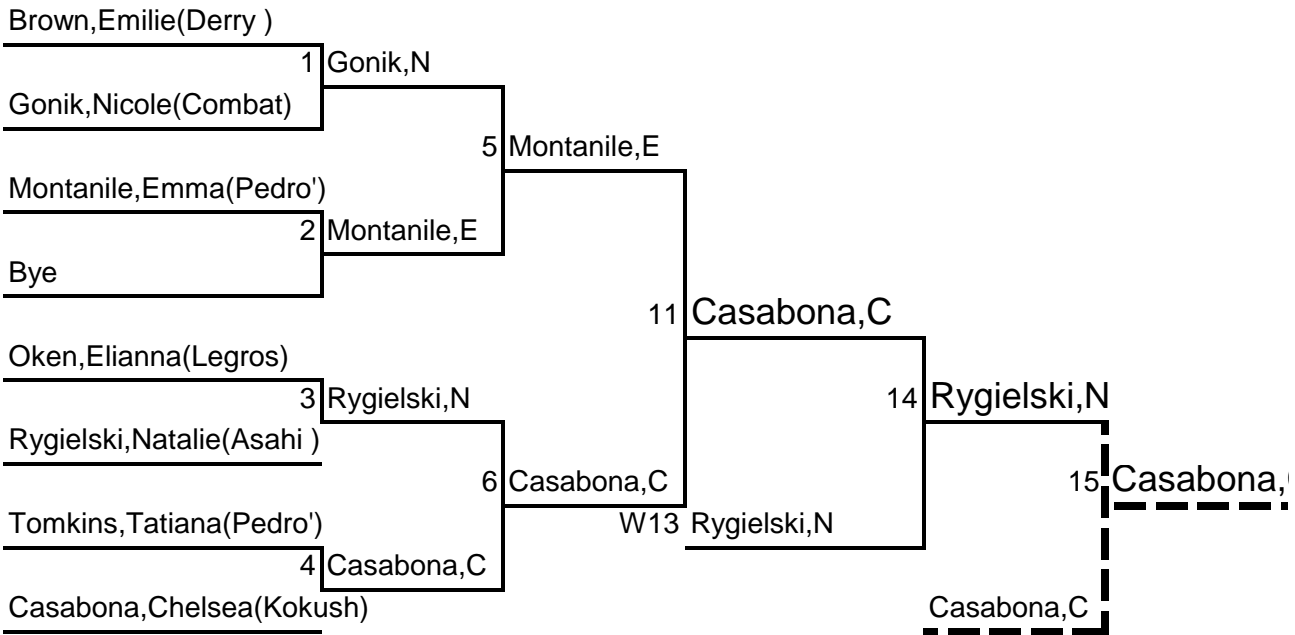 Brown,Emilie(Derry )
1 Gonik,N
Gonik,Nicole(Combat)
5 Montanile,E
Montanile,Emma(Pedro')
2 Montanile,E
Bye
11 Casabona,C
Oken,Elianna(Legros)
3 Rygielski,N
14 Rygielski,N
Rygielski,Natalie(Asahi )
6 Casabona,C
15 Casabona,
Tomkins,Tatiana(Pedro')
W13 Rygielski,N
4 Casabona,C
Casabona,Chelsea(Kokush)
Casabona,C